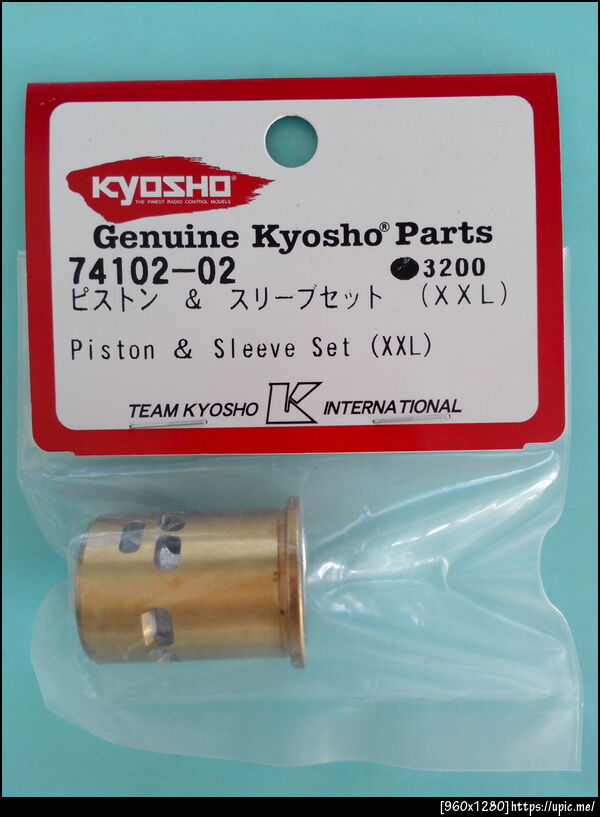 KYOSHO®
THE FINEST RADIO CONTROL MODELS
Genuine Kyosho® Parts
74102-02 ●3200
ピストン & スリーブセット (XXL)
Piston & Sleeve Set (XXL)
TEAM KYOSHO K INTERNATIONAL
[960x1280]https://upic.me/